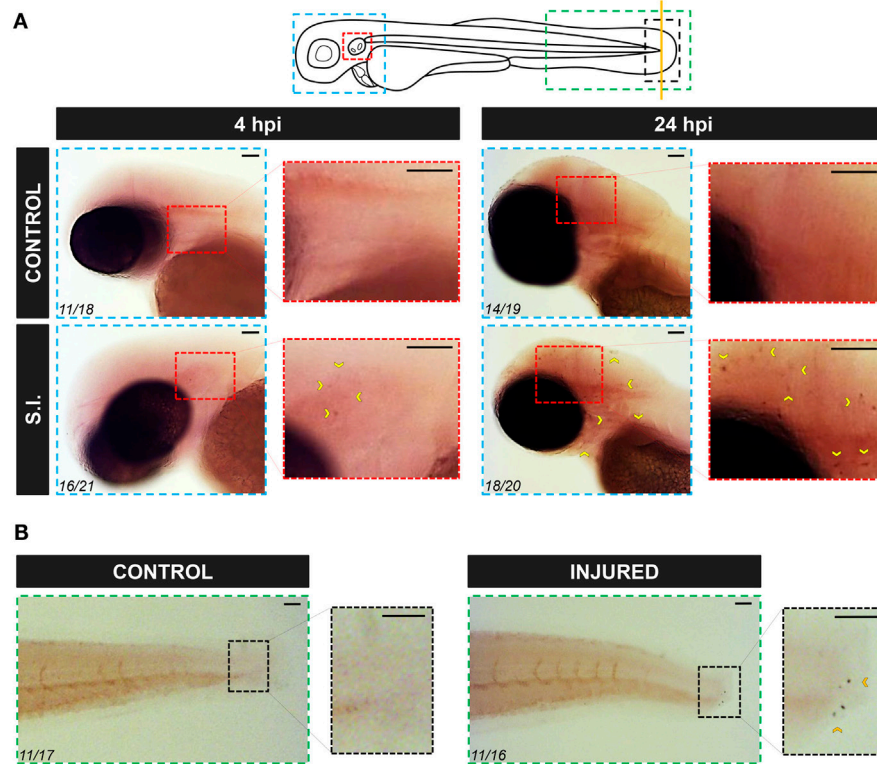 A
4 hpi
24 hpi
CONTROL
11/18
14/19
S.I.
16/21
18/20
B
CONTROL
INJURED
11/17
11/16